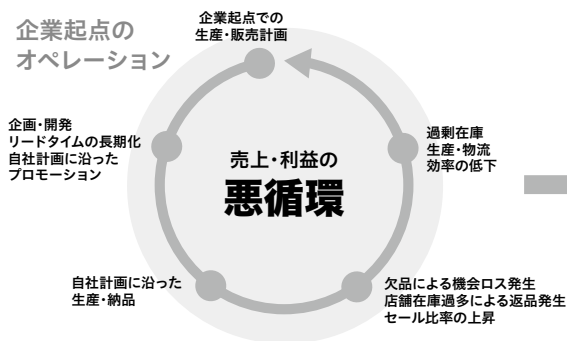 企業起点の
オペレーション
企業起点での
生産・販売計画
企画・開発
リードタイムの長期化
自社計画に沿った
プロモーション
自社計画に沿った
生産・納品
欠品による機会ロス発生
店舗在庫過多による返品発生
セール比率の上昇
過剰在庫
生産・物流
効率の低下
売上・利益の
悪循環